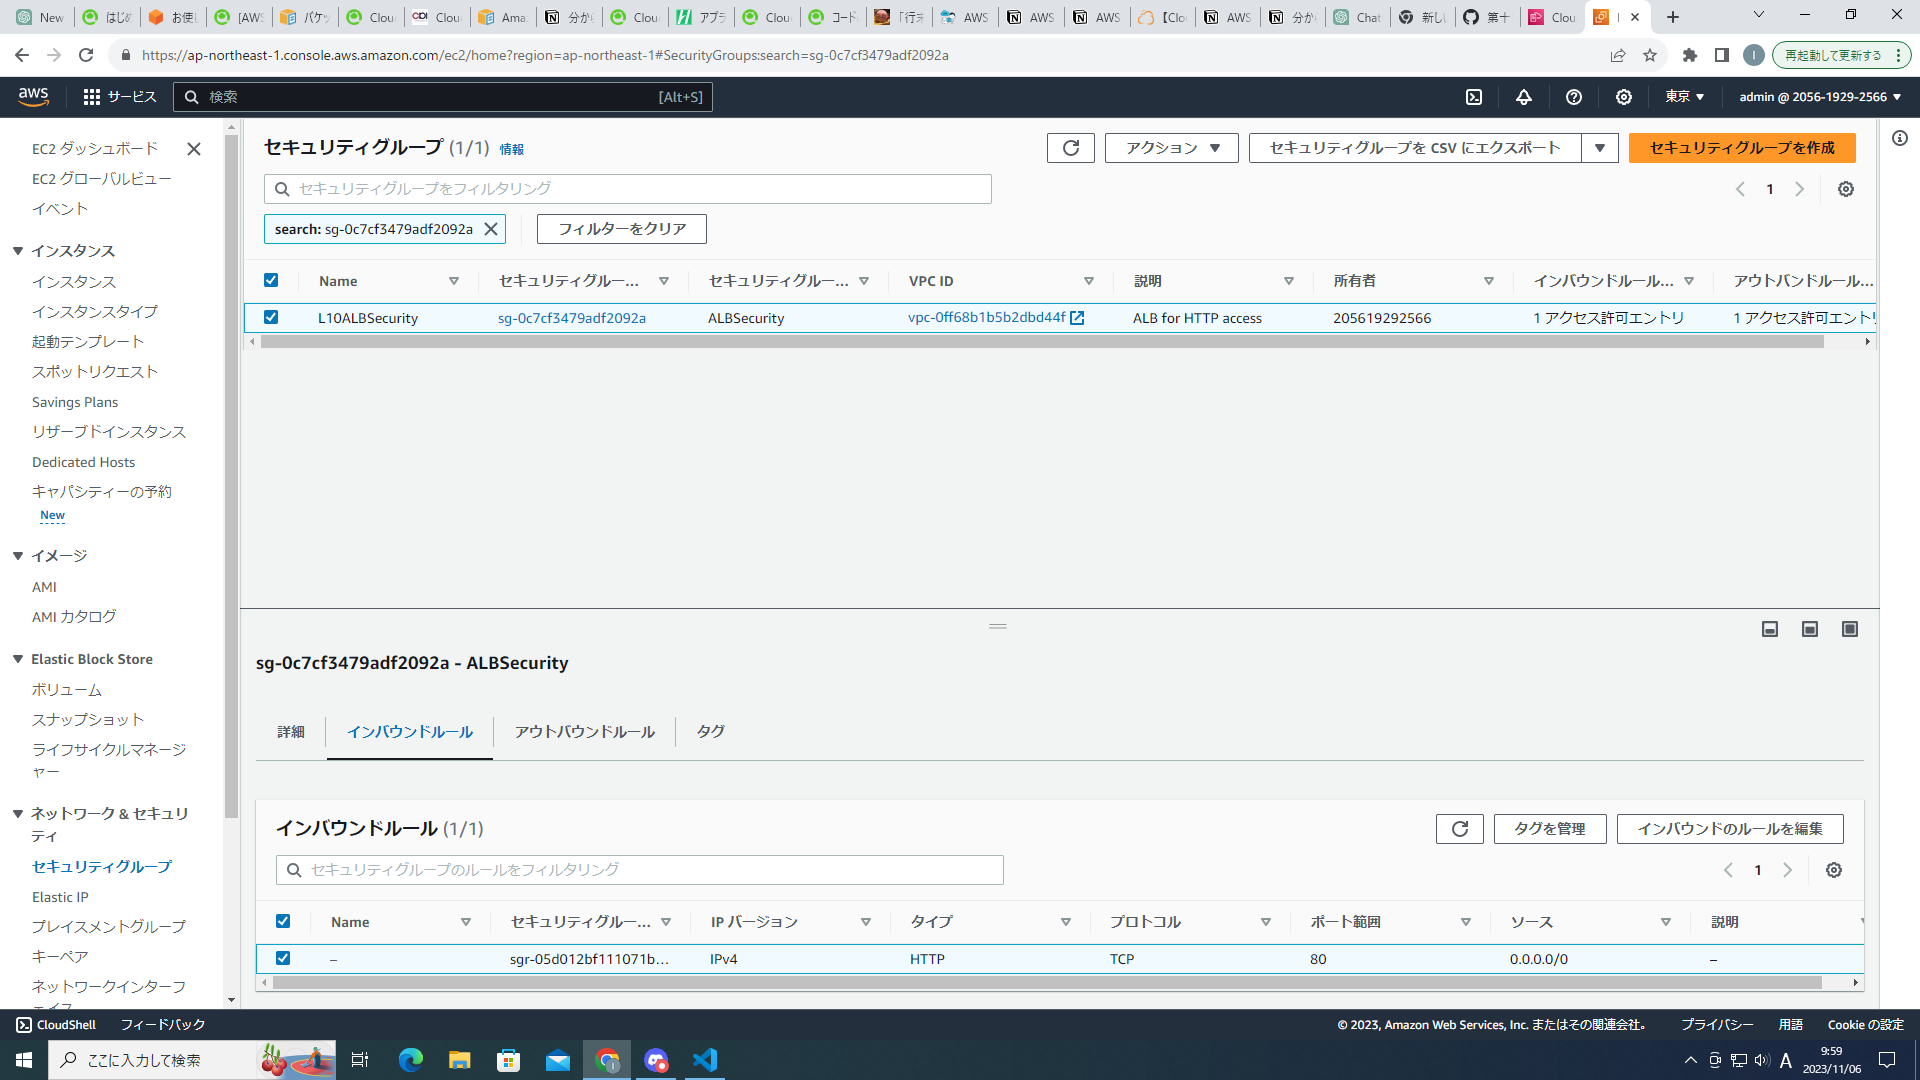 New
はじめ
お使い
[AWS
パケッ
Clou
Clou
Ama
分から
Clou
アプラ
Clou
コード
「行末
AWS
AWS
AWS
【Clo
AWS
分から
Chat
新しい
第十
Clou
https://ap-northeast-1.console.aws.amazon.com/ec2/home?region=ap-northeast-1#SecurityGroups:search=sg-0c7cf3479adf2092a
I
再起動して更新する
aws
サービス
検索
[Alt+S]
東京
admin @ 2056-1929-2566
EC2 ダッシュボード
EC2 グローバルビュー
イベント
インスタンス
インスタンス
インスタンスタイプ
起動テンプレート
スポットリクエスト
Savings Plans
リザーブドインスタンス
Dedicated Hosts
キャパシティーの予約
New
イメージ
AMI
AMI カタログ
Elastic Block Store
ボリューム
スナップショット
ライフサイクルマネージ
ャー
ネットワーク & セキュリ
ティ
セキュリティグループ
Elastic IP
プレイスメントグループ
キーペア
ネットワークインターフ
ェイス
セキュリティグループ (1/1) 情報
アクション
セキュリティグループを CSV にエクスポート
セキュリティグループを作成
セキュリティグループをフィルタリング
1
search: sg-0c7cf3479adf2092a
フィルターをクリア
Name セキュリティグルー... セキュリティグルー... VPC ID 説明 所有者 インバウンドルール... アウトバンドルール...
L10ALBSecurity sg-0c7cf3479adf2092a ALBSecurity vpc-0ff68b1b5b2dbd44f ALB for HTTP access 205619292566 1 アクセス許可エントリ 1 アクセス許可エントリ
sg-0c7cf3479adf2092a - ALBSecurity
詳細 インバウンドルール アウトバウンドルール タグ
インバウンドルール (1/1)
タグを管理
インバウンドのルールを編集
セキュリティグループのルールをフィルタリング
1
Name セキュリティグルー... IP バージョン タイプ プロトコル ポート範囲 ソース 説明
– sgr-05d012bf111071b... IPv4 HTTP TCP 80 0.0.0.0/0 –
CloudShell フィードバック
© 2023, Amazon Web Services, Inc. またはその関連会社。 プライバシー 用語 Cookie の設定
ここに入力して検索
A
9:59
2023/11/06